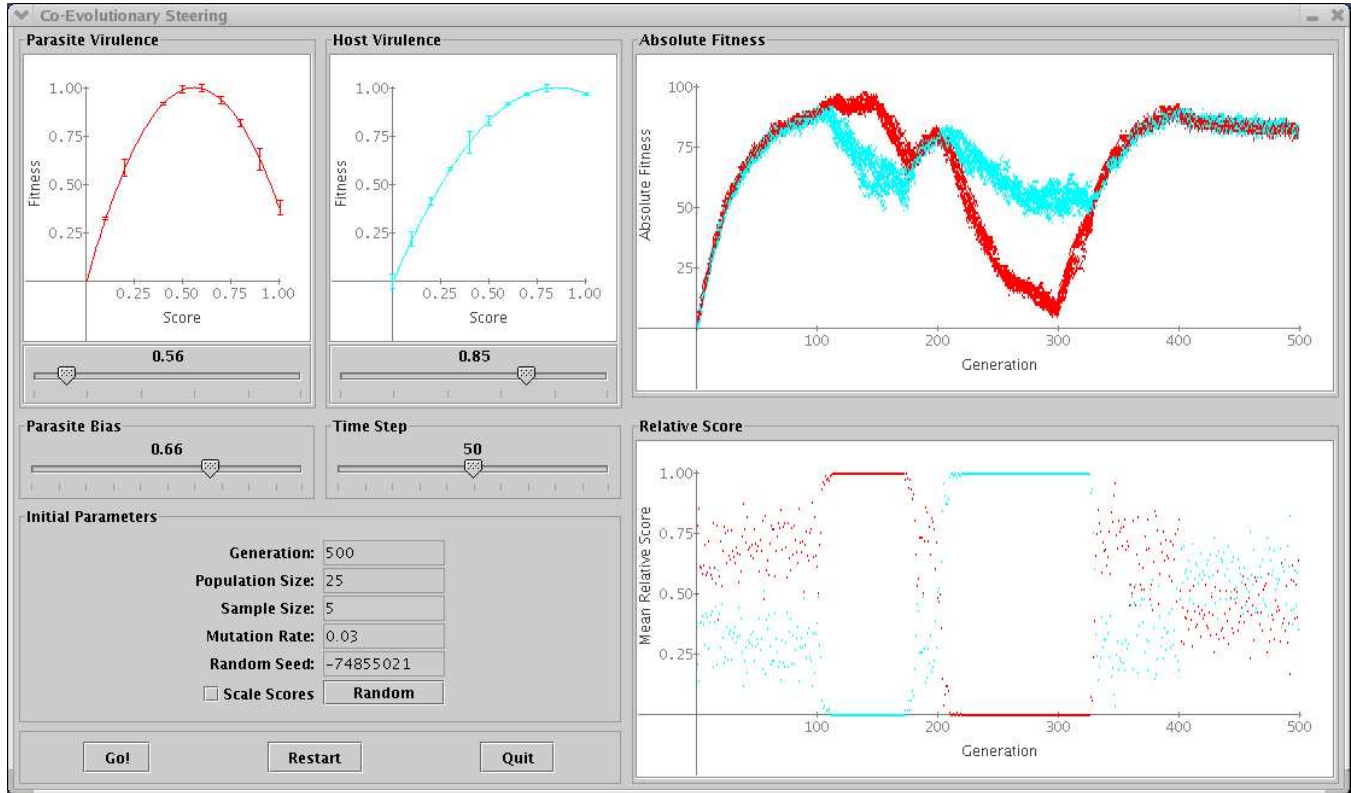 Co-Evolutionary Steering
Parasite Virulence
1.00
0.75
0.50
0.25
Fitness
0.25 0.50 0.75 1.00
Score
0.56
Host Virulence
1.00
0.75
0.50
0.25
Fitness
0.25 0.50 0.75 1.00
Score
0.85
Absolute Fitness
100
75
50
25
Absolute Fitness
100 200 300 400 500
Generation
Parasite Bias
0.66
Time Step
50
Relative Score
1.00
0.75
0.50
0.25
Mean Relative Score
100 200 300 400 500
Generation
Initial Parameters
Generation: 500
Population Size: 25
Sample Size: 5
Mutation Rate: 0.03
Random Seed: -74855021
Scale Scores Random
Go! Restart Quit